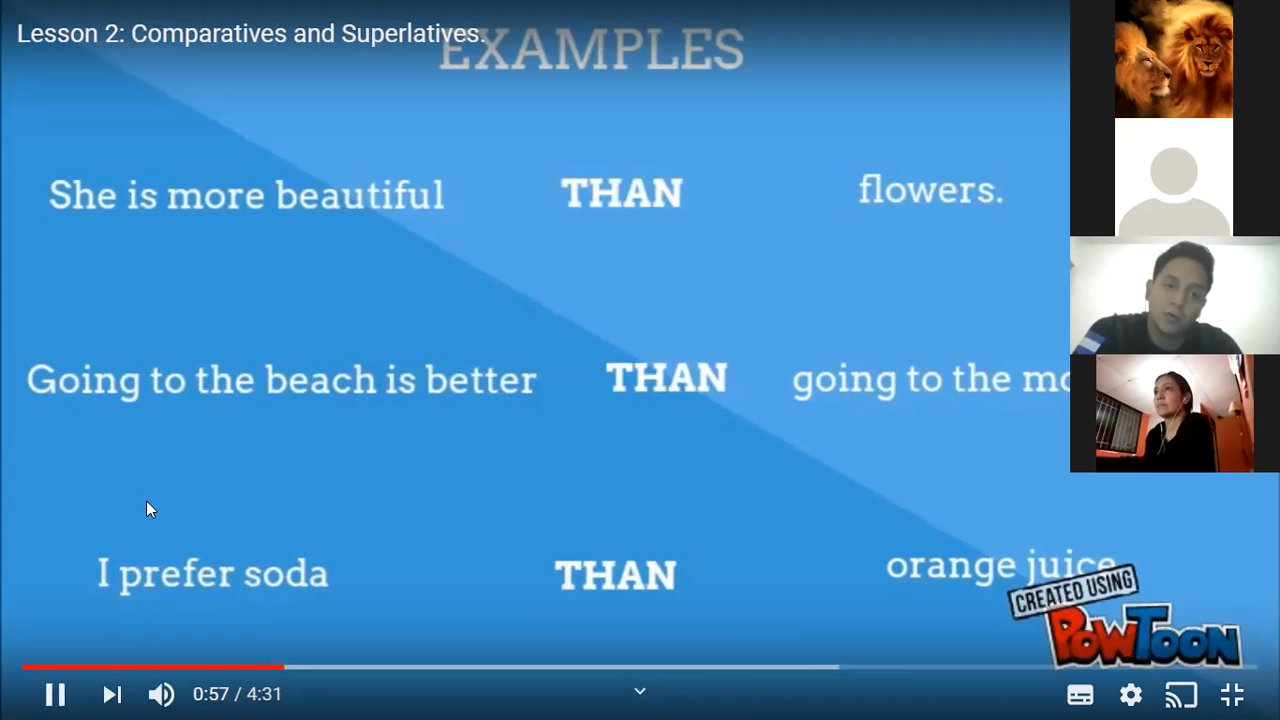 Lesson 2: Comparatives and Superlatives.
EXAMPLES
She is more beautiful THAN flowers.
Going to the beach is better THAN going to the
I prefer soda THAN orange juice
CREATED USING
POWTOON
0:57 / 4:31